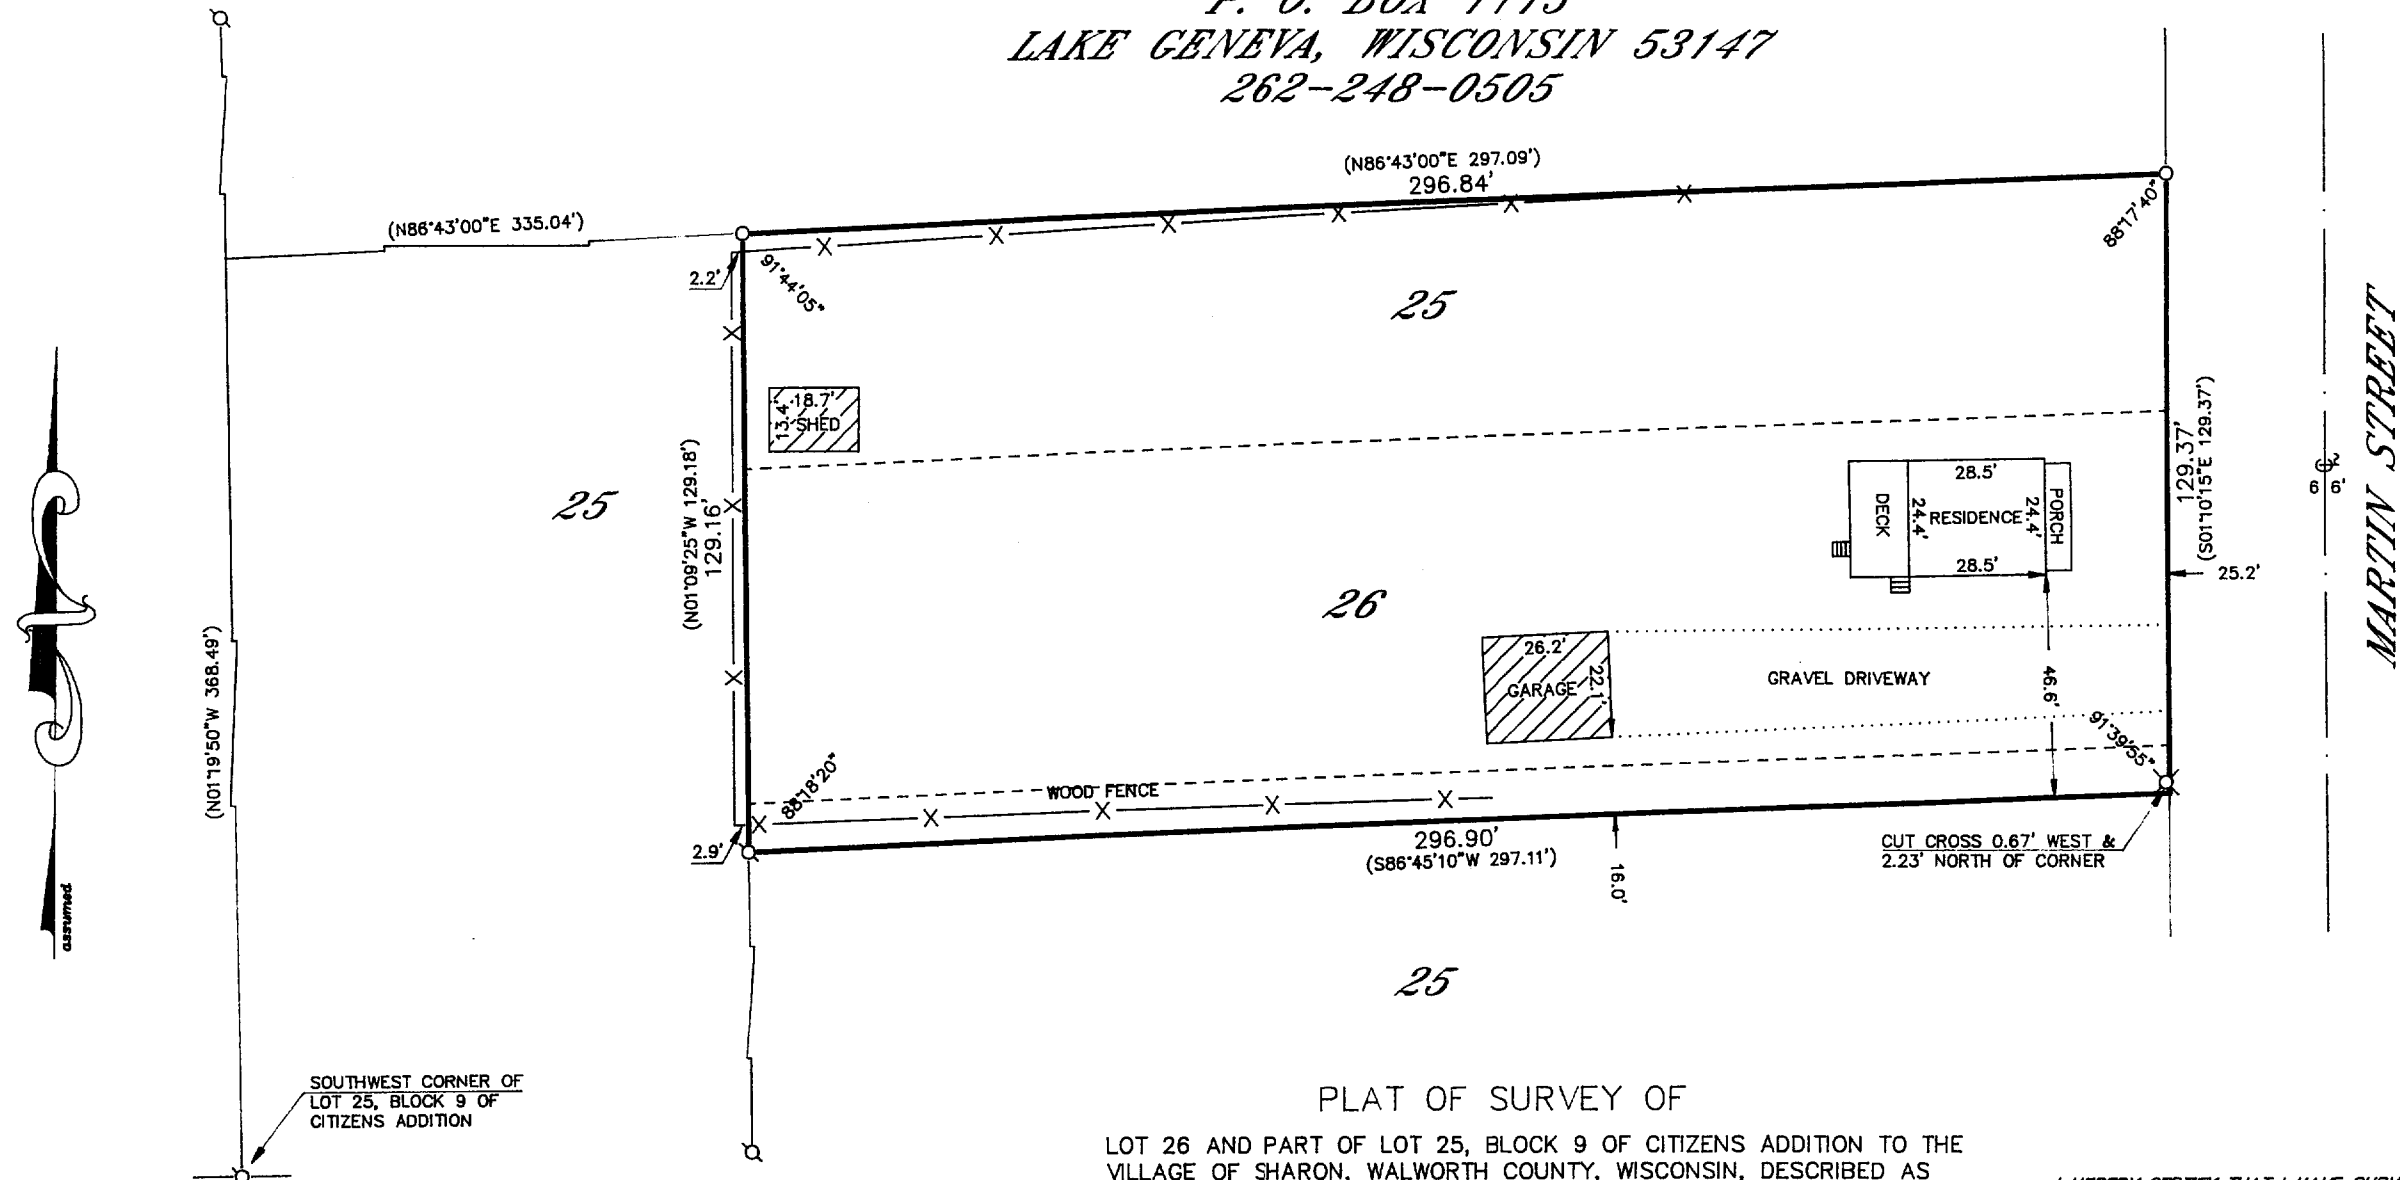 LAKE GENEVA, WISCONSIN 53147
262-248-0505
(N86°43'00"E 297.09')
296.84'
(N86°43'00"E 335.04')
88°17'40"
2.2'
91°44'05"
25
MARTIN STREET
18.7'
13.4'
SHED
(N01°09'25"W 129.18')
129.16'
129.37'
(S01°10'15"E 129.37')
66'
25
28.5'
DECK
24.4'
RESIDENCE
24.4'
PORCH
28.5'
25.2'
26
(N01°19'50"W 368.49')
26.2'
22.1'
GARAGE
GRAVEL DRIVEWAY
46.6'
91°39'55"
88°18'20"
WOOD FENCE
2.9'
296.90'
(S86°45'10"W 297.11')
16.0'
CUT CROSS 0.67' WEST &
2.23' NORTH OF CORNER
assumed
25
SOUTHWEST CORNER OF
LOT 25, BLOCK 9 OF
CITIZENS ADDITION
PLAT OF SURVEY OF
LOT 26 AND PART OF LOT 25, BLOCK 9 OF CITIZENS ADDITION TO THE
VILLAGE OF SHARON, WALWORTH COUNTY, WISCONSIN, DESCRIBED AS